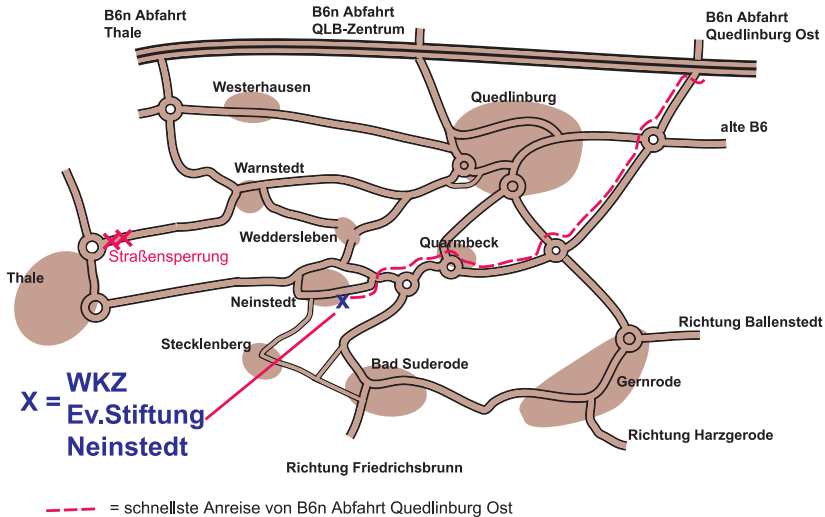 B6n Abfahrt
Thale
B6n Abfahrt
QLB-Zentrum
B6n Abfahrt
Quedlinburg Ost
Westerhausen
Quedlinburg
alte B6
Warnstedt
Weddersleben
Quarmbeck
Straßensperrung
Thale
Neinstedt
Stecklenberg
Bad Suderode
Richtung Ballenstedt
Gernrode
X
X = WKZ
Ev.Stiftung
Neinstedt
Richtung Harzgerode
Richtung Friedrichsbrunn
= schnellste Anreise von B6n Abfahrt Quedlinburg Ost